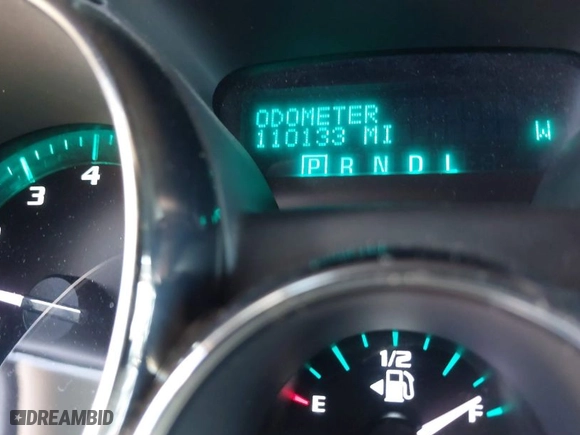 ODOMETER
110133 MI
W
P R N D L
3
4
1/2
E
F
DREAMBID